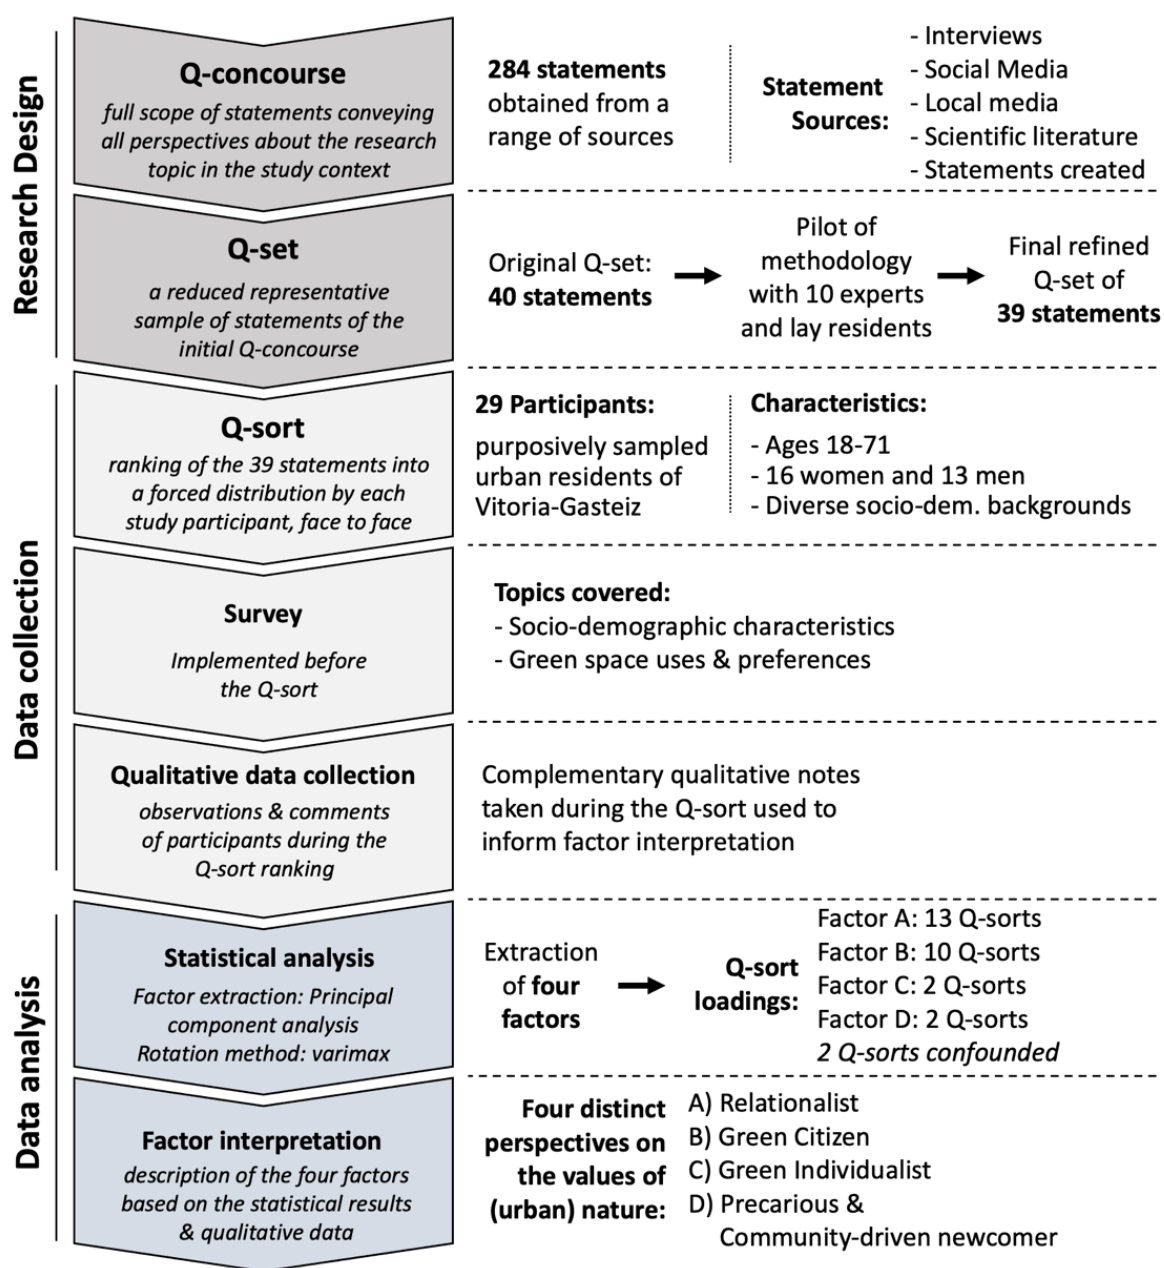 Research Design
Q-concourse
full scope of statements conveying
all perspectives about the research
topic in the study context
284 statements
obtained from a
range of sources
Statement
Sources:
- Interviews
- Social Media
- Local media
- Scientific literature
- Statements created
Q-set
a reduced representative
sample of statements of the
initial Q-concourse
Original Q-set:
40 statements
Pilot of
methodology
with 10 experts
and lay residents
Final refined
Q-set of
39 statements
Data collection
Q-sort
ranking of the 39 statements into
a forced distribution by each
study participant, face to face
29 Participants:
purposively sampled
urban residents of
Vitoria-Gasteiz
Characteristics:
- Ages 18-71
- 16 women and 13 men
- Diverse socio-dem. backgrounds
Survey
Implemented before
the Q-sort
Topics covered:
- Socio-demographic characteristics
- Green space uses & preferences
Qualitative data collection
observations & comments
of participants during the
Q-sort ranking
Complementary qualitative notes
taken during the Q-sort used to
inform factor interpretation
Data analysis
Statistical analysis
Factor extraction: Principal
component analysis
Rotation method: varimax
Extraction
of four
factors
Q-sort
loadings:
Factor A: 13 Q-sorts
Factor B: 10 Q-sorts
Factor C: 2 Q-sorts
Factor D: 2 Q-sorts
2 Q-sorts confounded
Factor interpretation
description of the four factors
based on the statistical results
& qualitative data
Four distinct
perspectives on
the values of
(urban) nature:
A) Relationalist
B) Green Citizen
C) Green Individualist
D) Precarious &
Community-driven newcomer